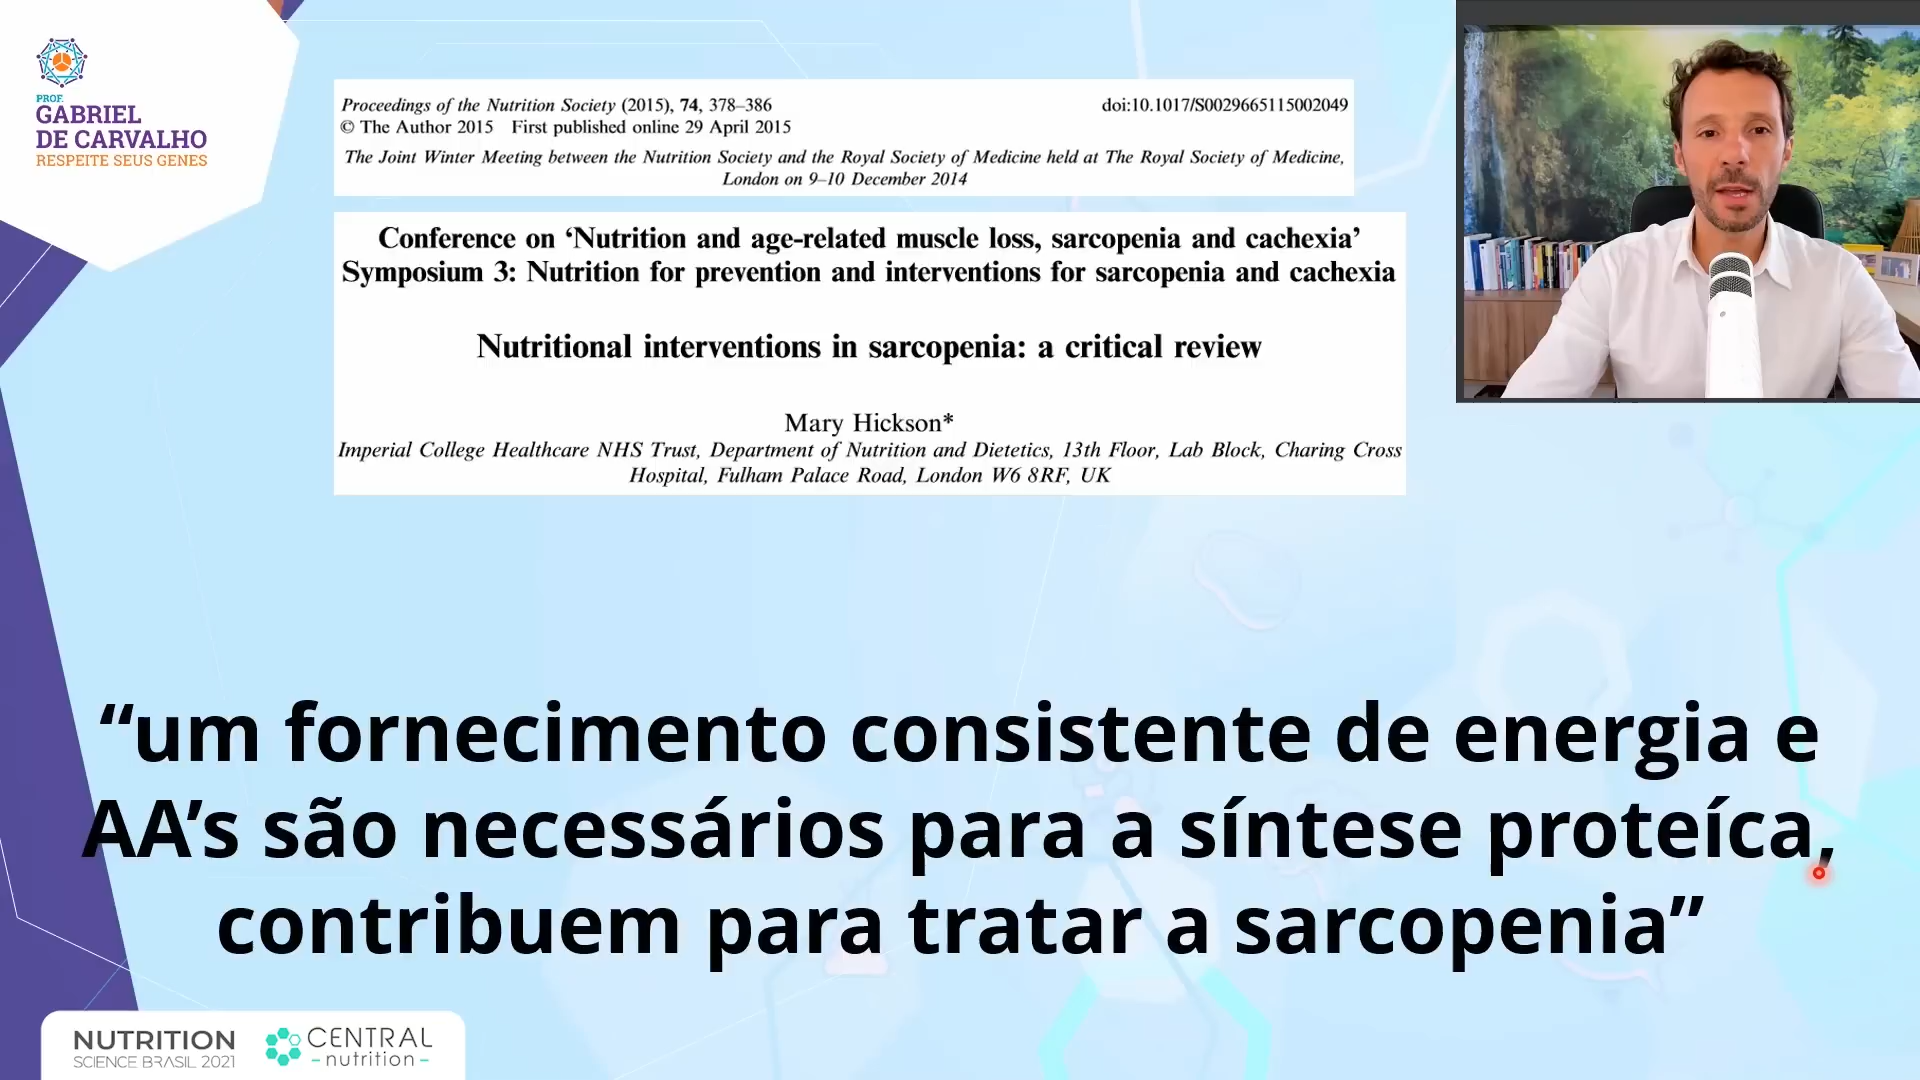 PROF.
GABRIEL
DE CARVALHO
RESPEITE SEUS GENES
Proceedings of the Nutrition Society (2015), 74, 378–386
doi:10.1017/S0029665115002049
© The Author 2015 First published online 29 April 2015
The Joint Winter Meeting between the Nutrition Society and the Royal Society of Medicine held at The Royal Society of Medicine,
London on 9–10 December 2014
Conference on ‘Nutrition and age-related muscle loss, sarcopenia and cachexia’
Symposium 3: Nutrition for prevention and interventions for sarcopenia and cachexia
Nutritional interventions in sarcopenia: a critical review
Mary Hickson*
Imperial College Healthcare NHS Trust, Department of Nutrition and Dietetics, 13th Floor, Lab Block, Charing Cross
Hospital, Fulham Palace Road, London W6 8RF, UK
“um fornecimento consistente de energia e
AA’s são necessários para a síntese proteíca,
contribuem para tratar a sarcopenia”
NUTRITION
SCIENCE BRASIL 2021
CENTRAL
nutrition